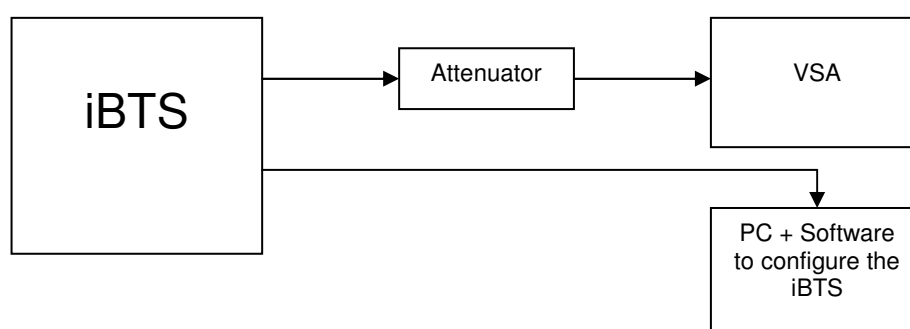 iBTS
Attenuator
VSA
PC + Software
to configure the
iBTS